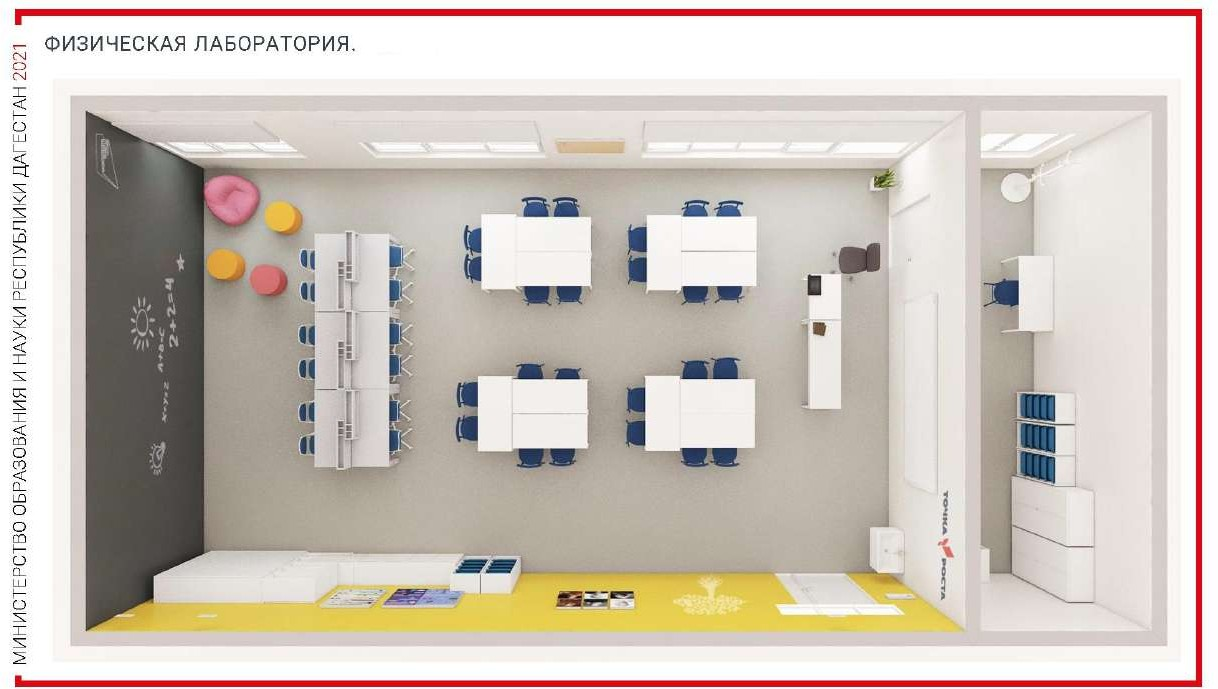 ФИЗИЧЕСКАЯ ЛАБОРАТОРИЯ.
МИНИСТЕРСТВО ОБРАЗОВАНИЯ И НАУКИ РЕСПУБЛИКИ ДАГЕСТАН 2021
2+2=4
A+B=C
x+y=z
ТОЧКА РОСТА